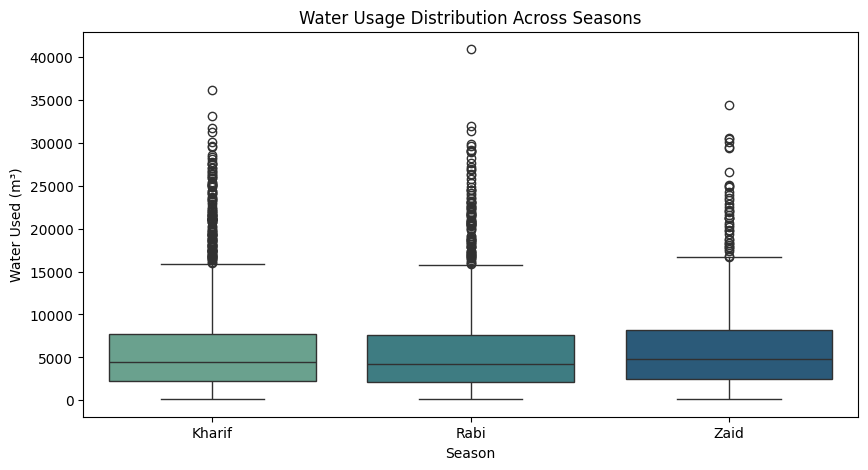 Water Usage Distribution Across Seasons
Water Used (m³)
40000
35000
30000
25000
20000
15000
10000
5000
0
Kharif
Rabi
Zaid
Season